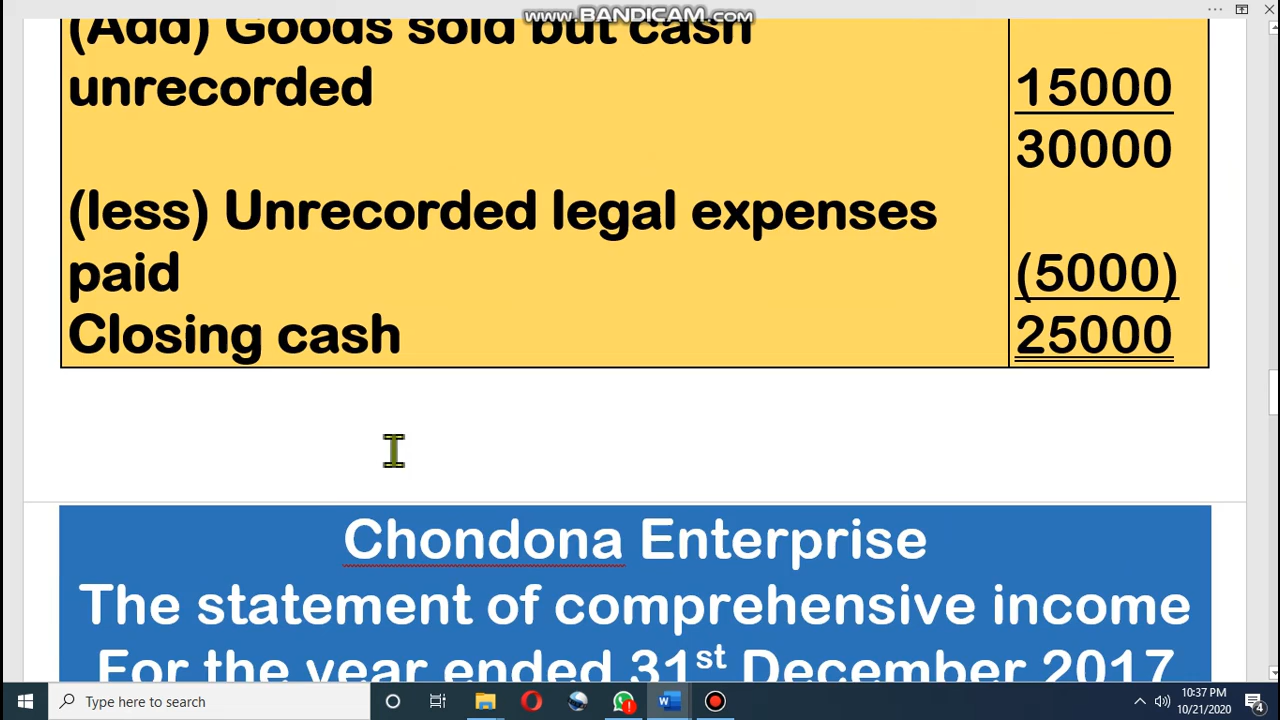 www.BANDICAM.com
(Add) Goods sold but cash
unrecorded 15000
30000
(less) Unrecorded legal expenses
paid (5000)
Closing cash 25000
Chondona Enterprise
The statement of comprehensive income
For the year ended 31st December 2017
Type here to search
10:37 PM
10/21/2020
4